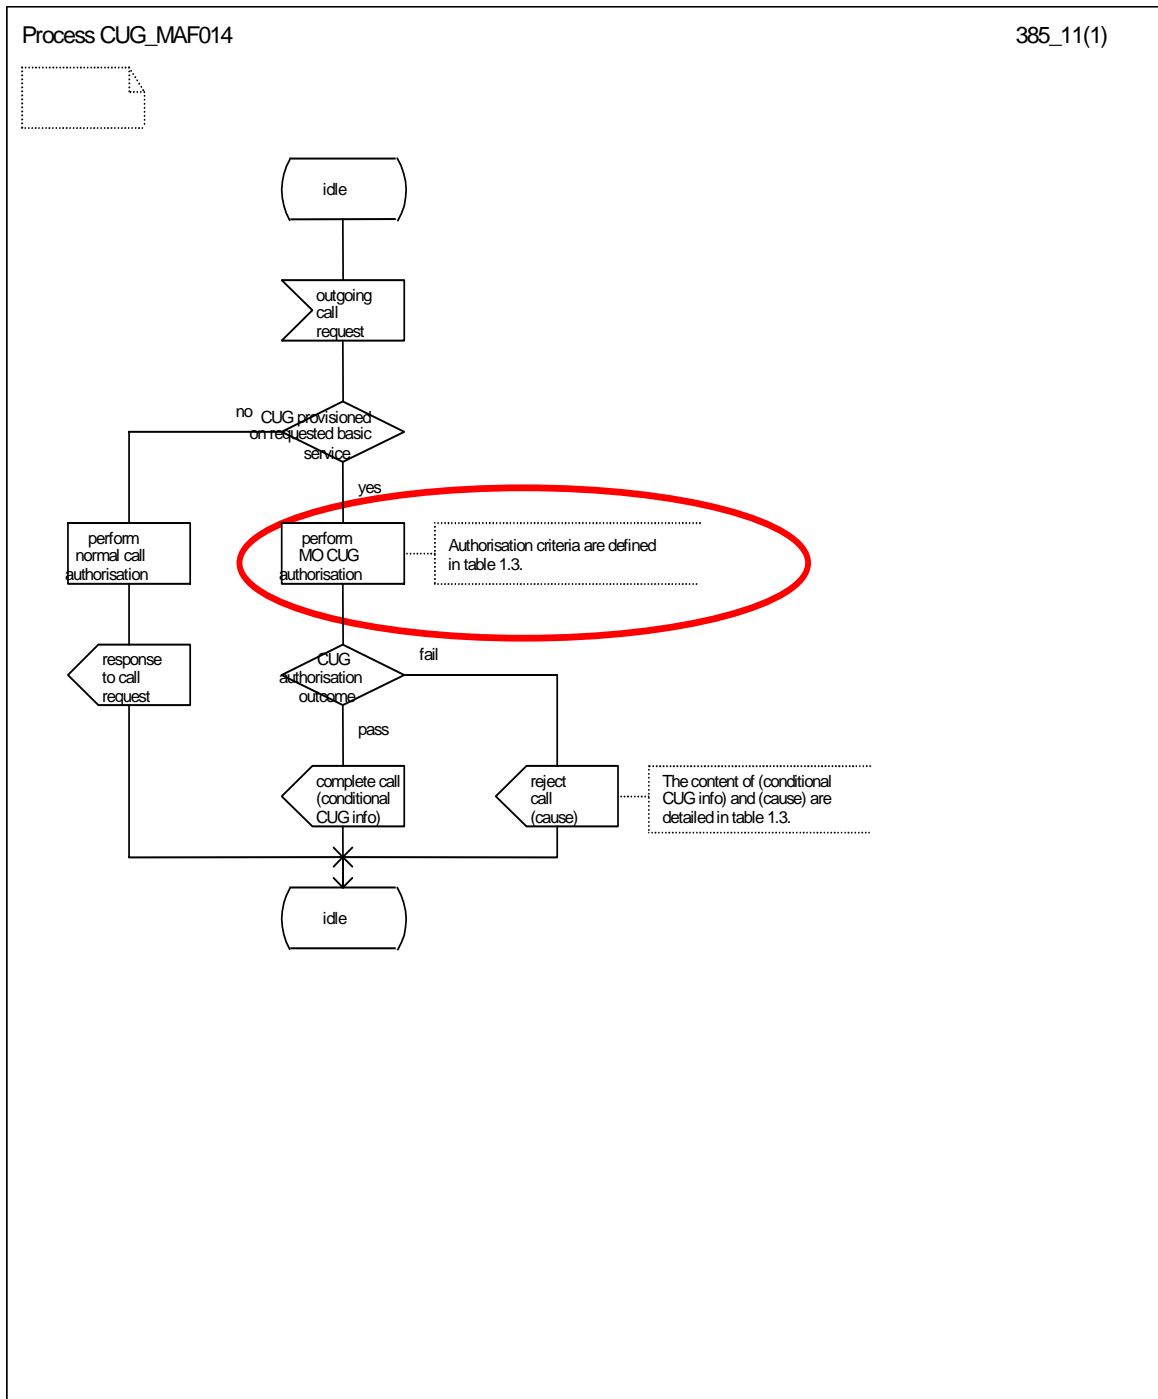 Process CUG_MAF014
385_11(1)
idle
outgoing
call
request
no
CUG provisioned
on requested basic
service
yes
perform
normal call
authorisation
perform
MO CUG
authorisation
Authorisation criteria are defined
in table 1.3.
response
to call
request
CUG
authorisation
outcome
fail
pass
complete call
(conditional
CUG info)
reject
call
(cause)
The content of (conditional
CUG info) and (cause) are
detailed in table 1.3.
idle